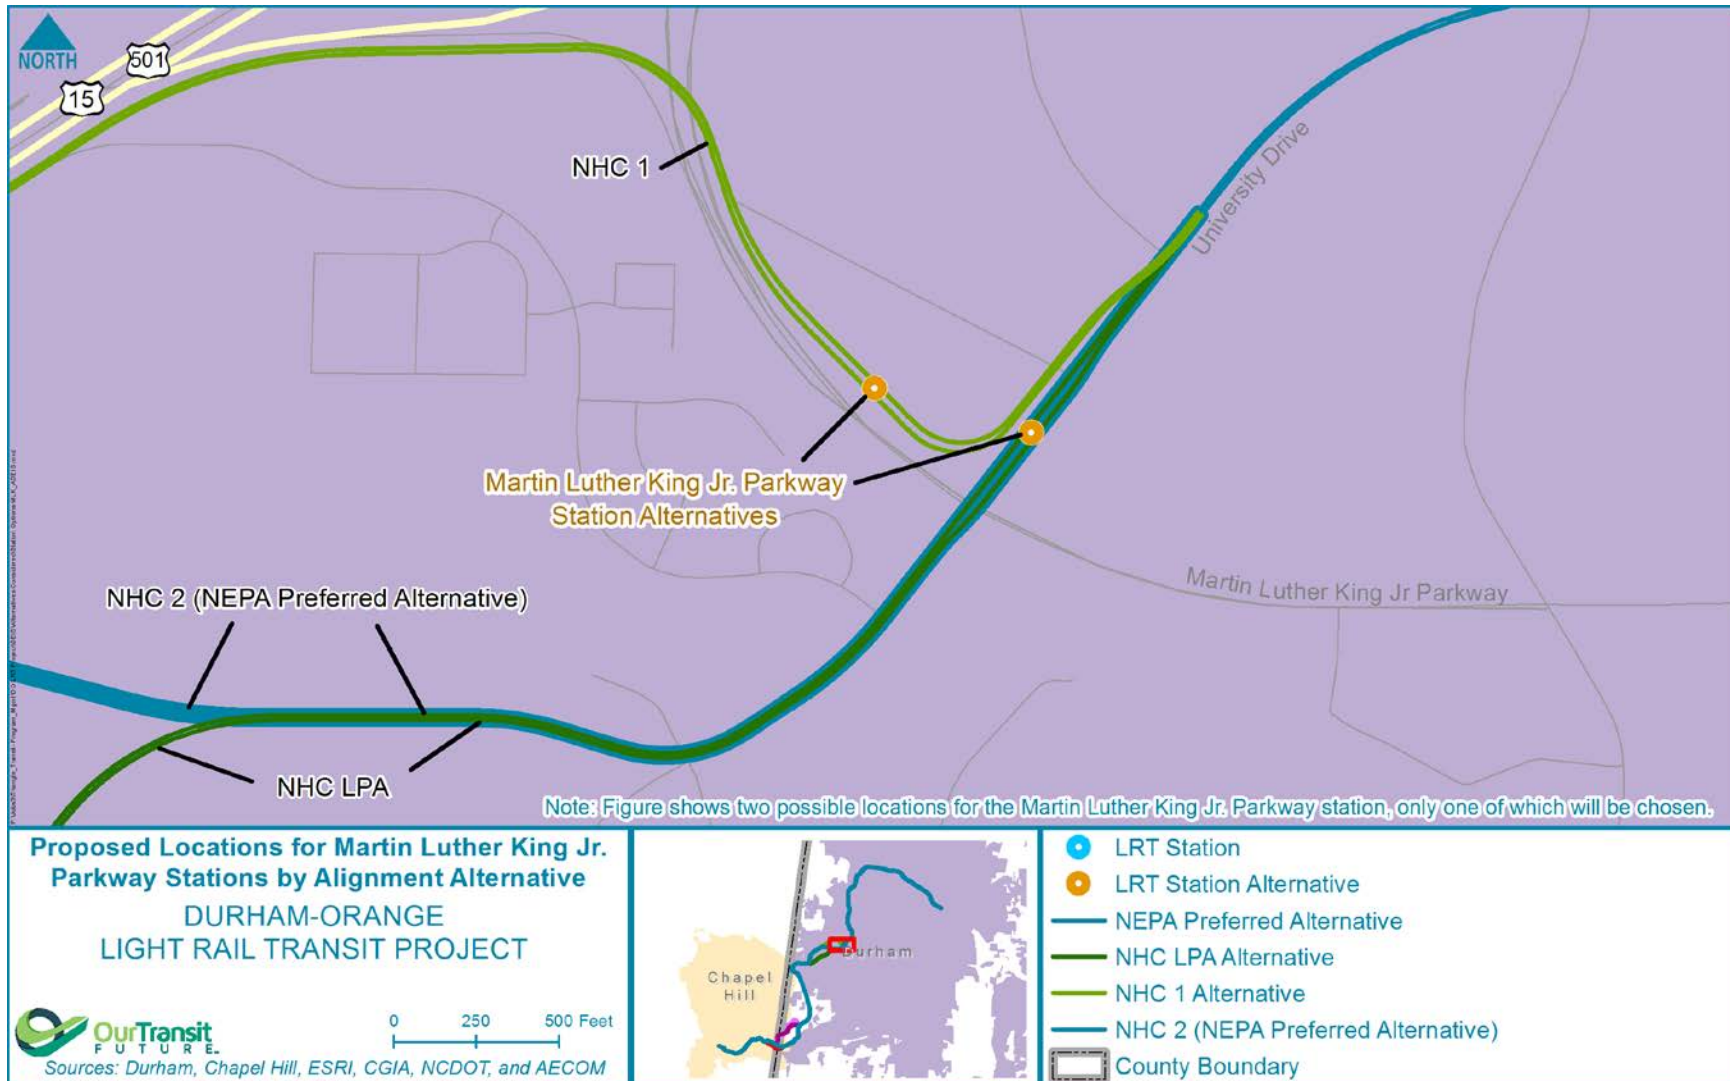 NORTH
501
15
NHC 1
University Drive
Martin Luther King Jr. Parkway
Station Alternatives
Martin Luther King Jr Parkway
NHC 2 (NEPA Preferred Alternative)
NHC LPA
Note: Figure shows two possible locations for the Martin Luther King Jr. Parkway station, only one of which will be chosen.
Proposed Locations for Martin Luther King Jr.
Parkway Stations by Alignment Alternative
DURHAM-ORANGE
LIGHT RAIL TRANSIT PROJECT
OurTransit
FUTURE
0 250 500 Feet
Sources: Durham, Chapel Hill, ESRI, CGIA, NCDOT, and AECOM
Durham
Chapel
Hill
LRT Station
LRT Station Alternative
NEPA Preferred Alternative
NHC LPA Alternative
NHC 1 Alternative
NHC 2 (NEPA Preferred Alternative)
County Boundary